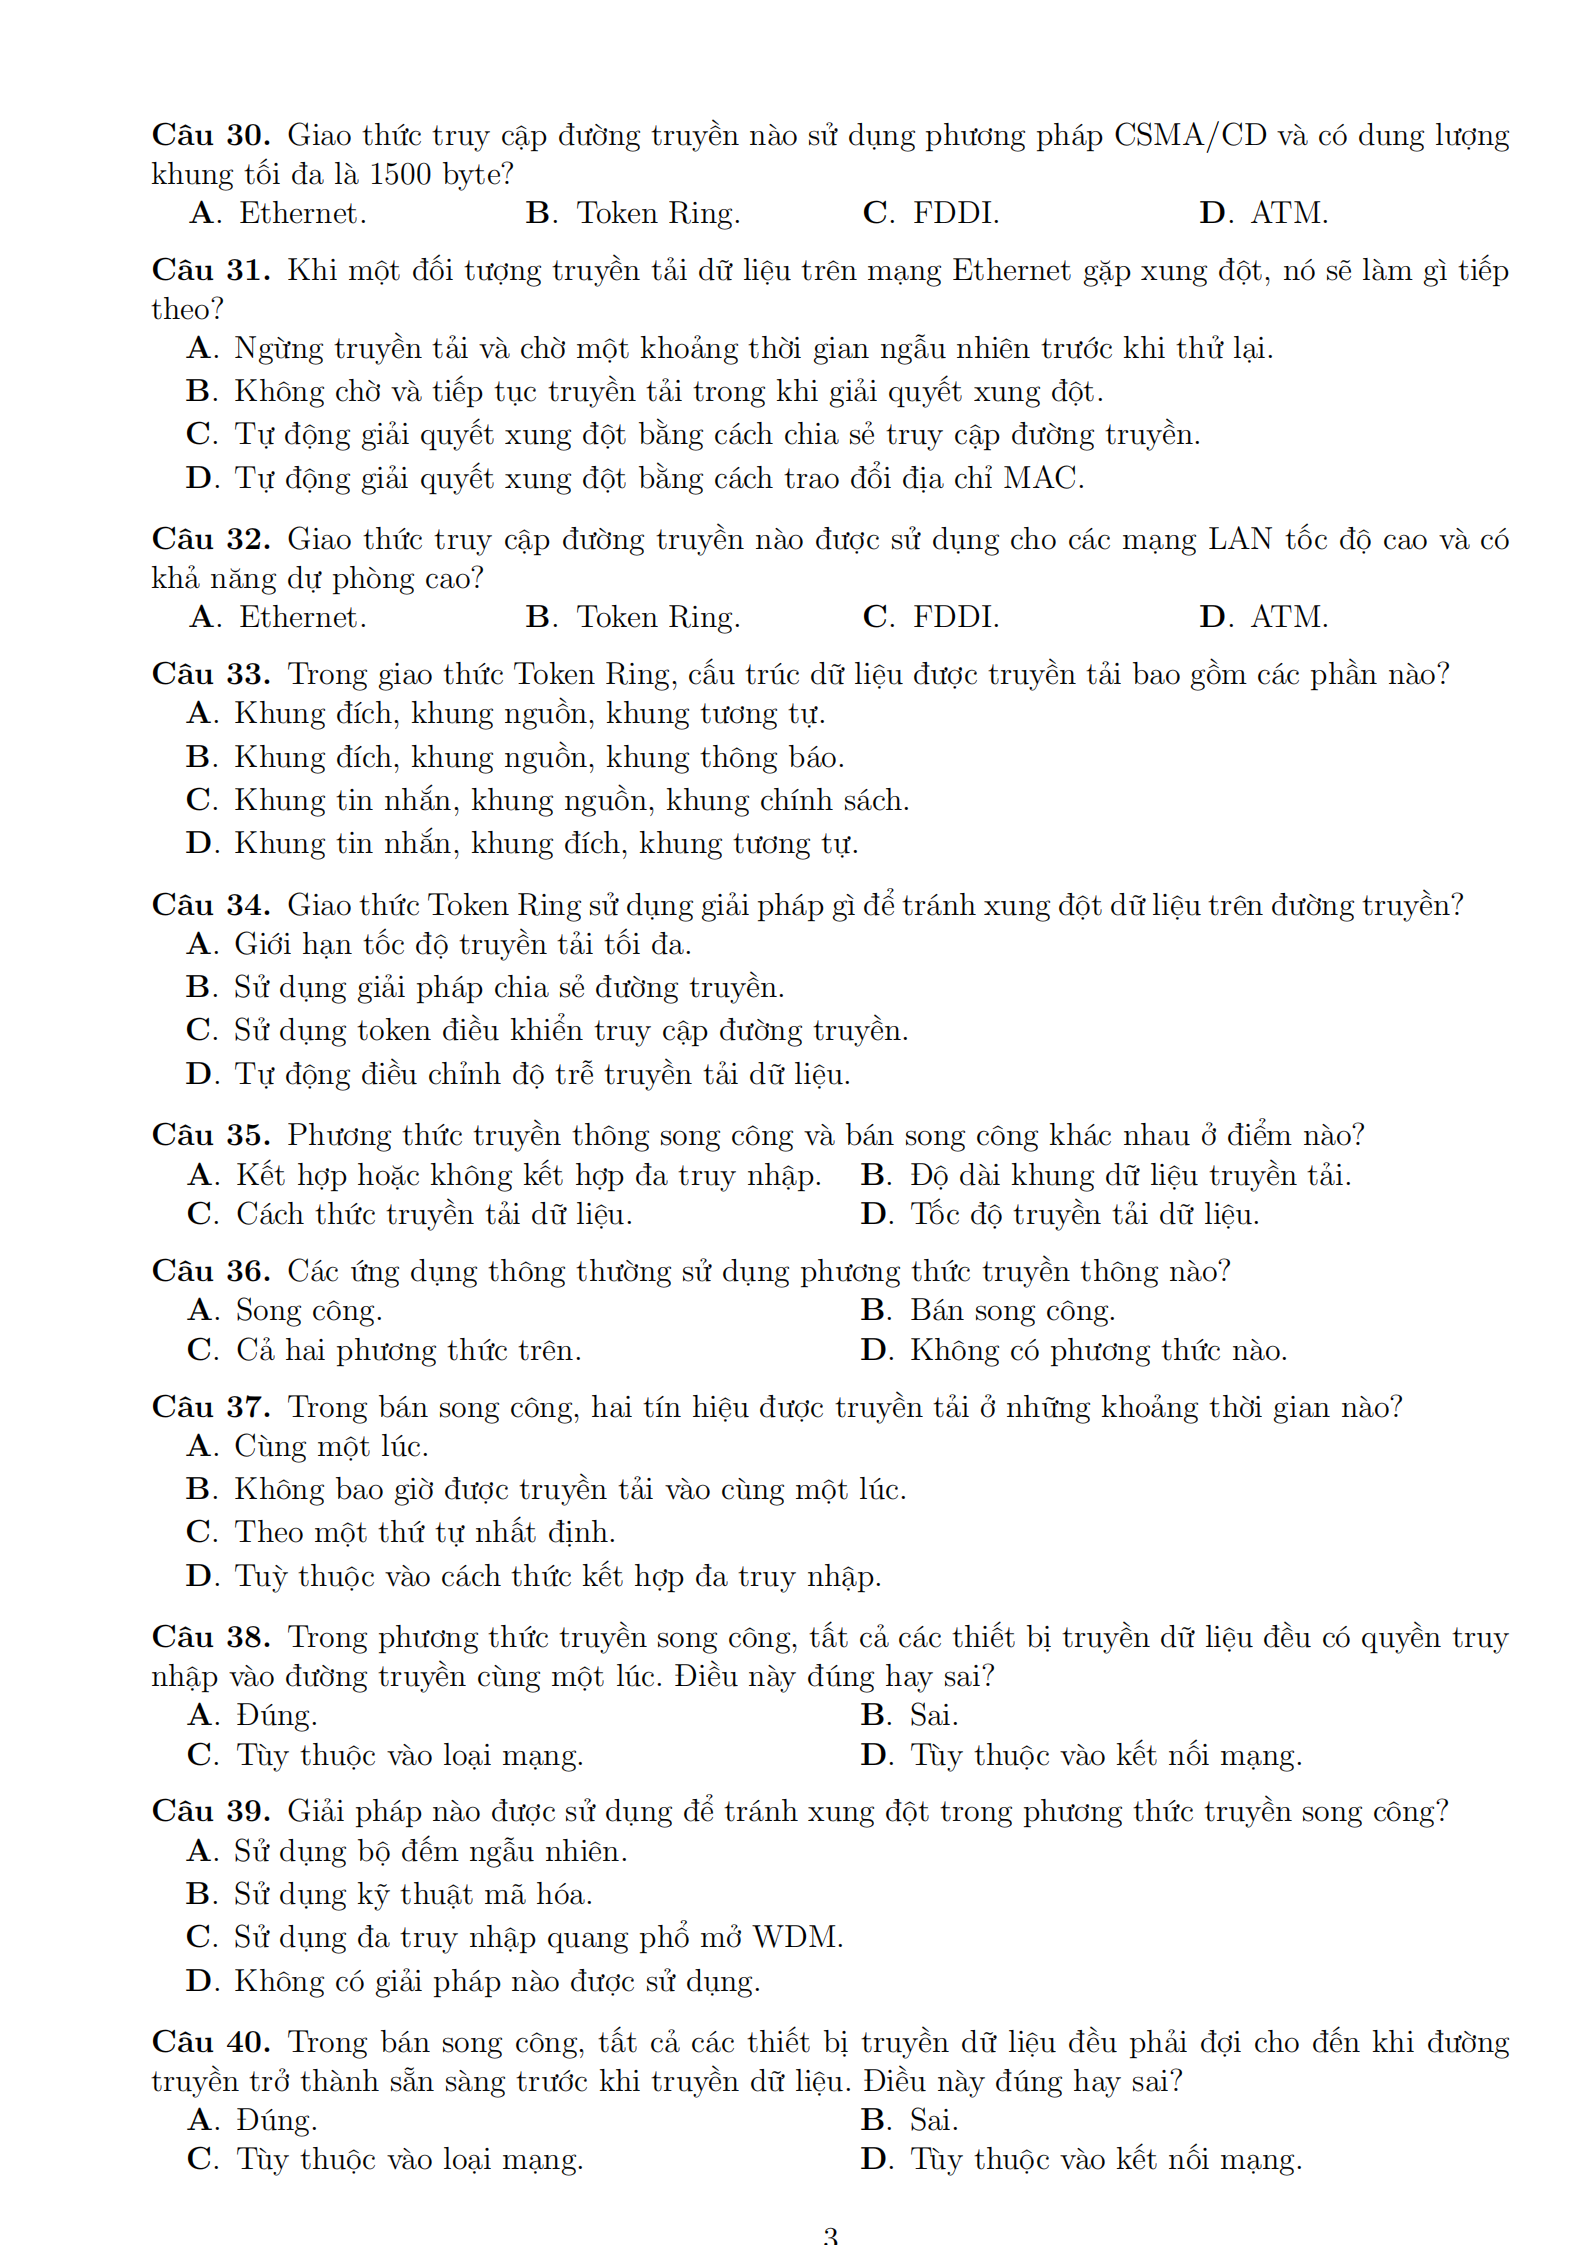 Câu 30. Giao thức truy cập đường truyền nào sử dụng phương pháp CSMA/CD và có dung lượng
khung tối đa là 1500 byte?
A. Ethernet. B. Token Ring. C. FDDI. D. ATM.
Câu 31. Khi một đối tượng truyền tải dữ liệu trên mạng Ethernet gặp xung đột, nó sẽ làm gì tiếp
theo?
A. Ngừng truyền tải và chờ một khoảng thời gian ngẫu nhiên trước khi thử lại.
B. Không chờ và tiếp tục truyền tải trong khi giải quyết xung đột.
C. Tự động giải quyết xung đột bằng cách chia sẻ truy cập đường truyền.
D. Tự động giải quyết xung đột bằng cách trao đổi địa chỉ MAC.
Câu 32. Giao thức truy cập đường truyền nào được sử dụng cho các mạng LAN tốc độ cao và có
khả năng dự phòng cao?
A. Ethernet. B. Token Ring. C. FDDI. D. ATM.
Câu 33. Trong giao thức Token Ring, cấu trúc dữ liệu được truyền tải bao gồm các phần nào?
A. Khung đích, khung nguồn, khung tương tự.
B. Khung đích, khung nguồn, khung thông báo.
C. Khung tin nhắn, khung nguồn, khung chính sách.
D. Khung tin nhắn, khung đích, khung tương tự.
Câu 34. Giao thức Token Ring sử dụng giải pháp gì để tránh xung đột dữ liệu trên đường truyền?
A. Giới hạn tốc độ truyền tải tối đa.
B. Sử dụng giải pháp chia sẻ đường truyền.
C. Sử dụng token điều khiển truy cập đường truyền.
D. Tự động điều chỉnh độ trễ truyền tải dữ liệu.
Câu 35. Phương thức truyền thông song công và bán song công khác nhau ở điểm nào?
A. Kết hợp hoặc không kết hợp đa truy nhập. B. Độ dài khung dữ liệu truyền tải.
C. Cách thức truyền tải dữ liệu. D. Tốc độ truyền tải dữ liệu.
Câu 36. Các ứng dụng thông thường sử dụng phương thức truyền thông nào?
A. Song công. B. Bán song công.
C. Cả hai phương thức trên. D. Không có phương thức nào.
Câu 37. Trong bán song công, hai tín hiệu được truyền tải ở những khoảng thời gian nào?
A. Cùng một lúc.
B. Không bao giờ được truyền tải vào cùng một lúc.
C. Theo một thứ tự nhất định.
D. Tuỳ thuộc vào cách thức kết hợp đa truy nhập.
Câu 38. Trong phương thức truyền song công, tất cả các thiết bị truyền dữ liệu đều có quyền truy
nhập vào đường truyền cùng một lúc. Điều này đúng hay sai?
A. Đúng. B. Sai.
C. Tùy thuộc vào loại mạng. D. Tùy thuộc vào kết nối mạng.
Câu 39. Giải pháp nào được sử dụng để tránh xung đột trong phương thức truyền song công?
A. Sử dụng bộ đếm ngẫu nhiên.
B. Sử dụng kỹ thuật mã hóa.
C. Sử dụng đa truy nhập quang phổ mở WDM.
D. Không có giải pháp nào được sử dụng.
Câu 40. Trong bán song công, tất cả các thiết bị truyền dữ liệu đều phải đợi cho đến khi đường
truyền trở thành sẵn sàng trước khi truyền dữ liệu. Điều này đúng hay sai?
A. Đúng. B. Sai.
C. Tùy thuộc vào loại mạng. D. Tùy thuộc vào kết nối mạng.
3